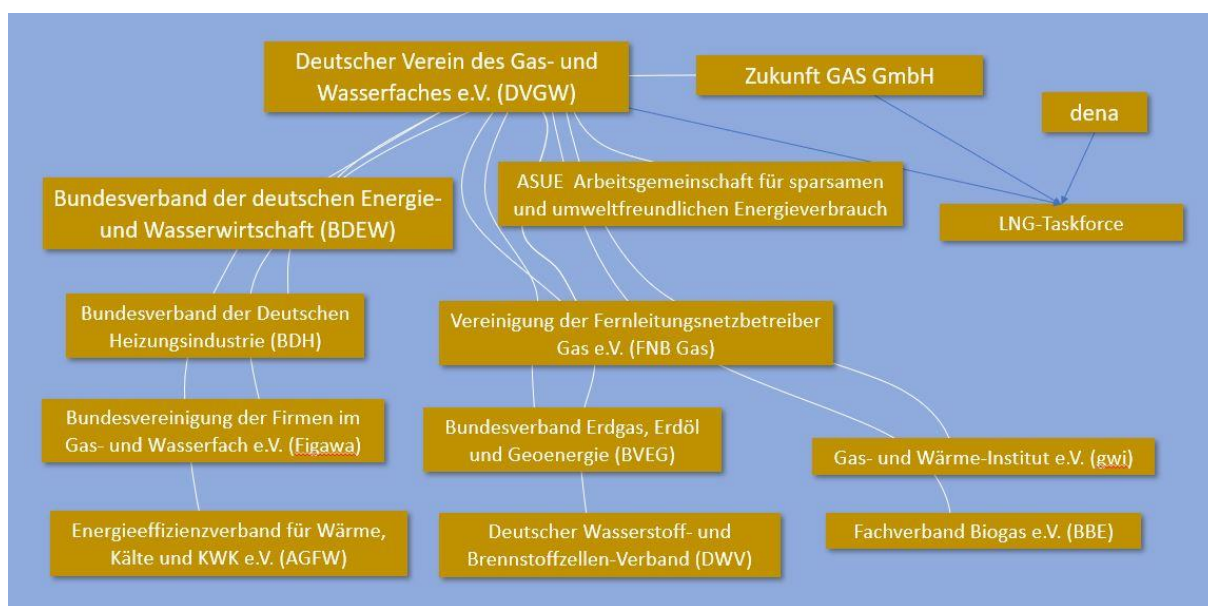 Deutscher Verein des Gas- und
Wasserfaches e.V. (DVGW)
Zukunft GAS GmbH
dena
Bundesverband der deutschen Energie-
und Wasserwirtschaft (BDEW)
ASUE Arbeitsgemeinschaft für sparsamen
und umweltfreundlichen Energieverbrauch
LNG-Taskforce
Bundesverband der Deutschen
Heizungsindustrie (BDH)
Vereinigung der Fernleitungsnetzbetreiber
Gas e.V. (FNB Gas)
Bundesvereinigung der Firmen im
Gas- und Wasserfach e.V. (Figawa)
Bundesverband Erdgas, Erdöl
und Geoenergie (BVEG)
Gas- und Wärme-Institut e.V. (gwi)
Energieeffizienzverband für Wärme,
Kälte und KWK e.V. (AGFW)
Deutscher Wasserstoff- und
Brennstoffzellen-Verband (DWV)
Fachverband Biogas e.V. (BBE)